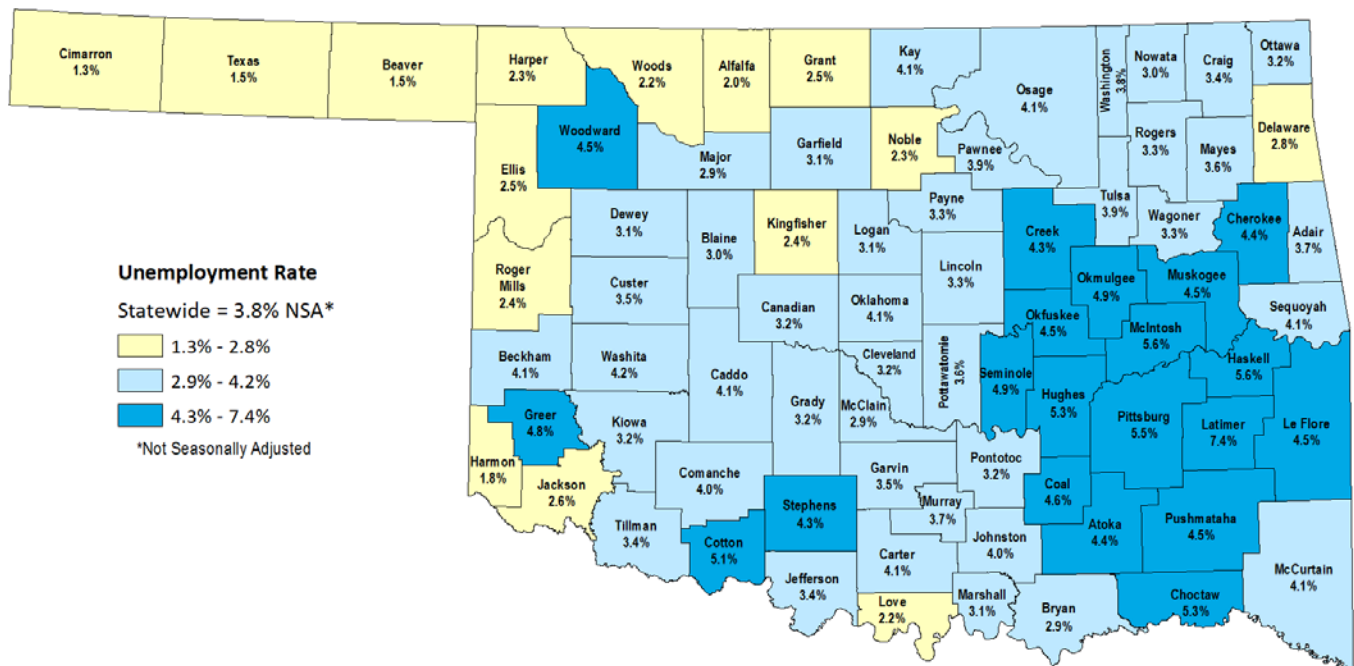 Cimarron
1.3%
Texas
1.5%
Beaver
1.5%
Harper
2.3%
Woods
2.2%
Alfalfa
2.0%
Grant
2.5%
Kay
4.1%
Osage
4.1%
Washington
3.8%
Nowata
3.0%
Craig
3.4%
Ottawa
3.2%
Woodward
4.5%
Ellis
2.5%
Major
2.9%
Garfield
3.1%
Noble
2.3%
Pawnee
3.9%
Rogers
3.3%
Mayes
3.6%
Delaware
2.8%
Dewey
3.1%
Blaine
3.0%
Kingfisher
2.4%
Logan
3.1%
Payne
3.3%
Creek
4.3%
Tulsa
3.9%
Wagoner
3.3%
Cherokee
4.4%
Adair
3.7%
Roger
Mills
2.4%
Custer
3.5%
Canadian
3.2%
Oklahoma
4.1%
Lincoln
3.3%
Okmulgee
4.9%
Muskogee
4.5%
Sequoyah
4.1%
Okfuskee
4.5%
McIntosh
5.6%
Beckham
4.1%
Washita
4.2%
Caddo
4.1%
Grady
3.2%
Cleveland
3.2%
McClain
2.9%
Pottawatomie
3.6%
Seminole
4.9%
Hughes
5.3%
Pittsburg
5.5%
Haskell
5.6%
Latimer
7.4%
Le Flore
4.5%
Greer
4.8%
Kiowa
3.2%
Harmon
1.8%
Jackson
2.6%
Comanche
4.0%
Stephens
4.3%
Garvin
3.5%
Pontotoc
3.2%
Coal
4.6%
Murray
3.7%
Tillman
3.4%
Cotton
5.1%
Jefferson
3.4%
Carter
4.1%
Johnston
4.0%
Atoka
4.4%
Pushmataha
4.5%
McCurtain
4.1%
Love
2.2%
Marshall
3.1%
Bryan
2.9%
Choctaw
5.3%
Unemployment Rate
Statewide = 3.8% NSA*
1.3% - 2.8%
2.9% - 4.2%
4.3% - 7.4%
*Not Seasonally Adjusted